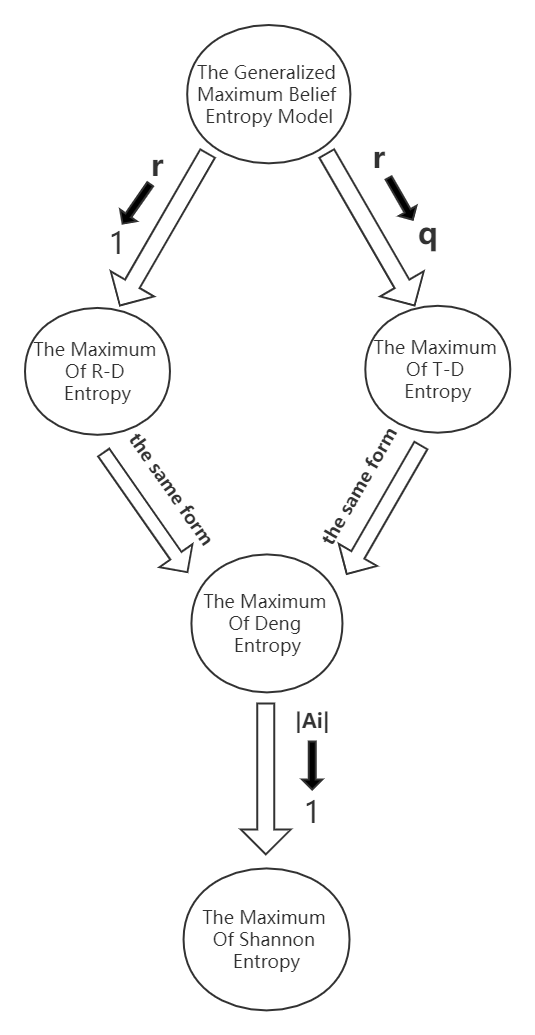 The Generalized
Maximum Belief
Entropy Model
r
1
r
q
The Maximum
Of R-D
Entropy
The Maximum
Of T-D
Entropy
the same form
the same form
The Maximum
Of Deng
Entropy
|Ai|
1
The Maximum
Of Shannon
Entropy